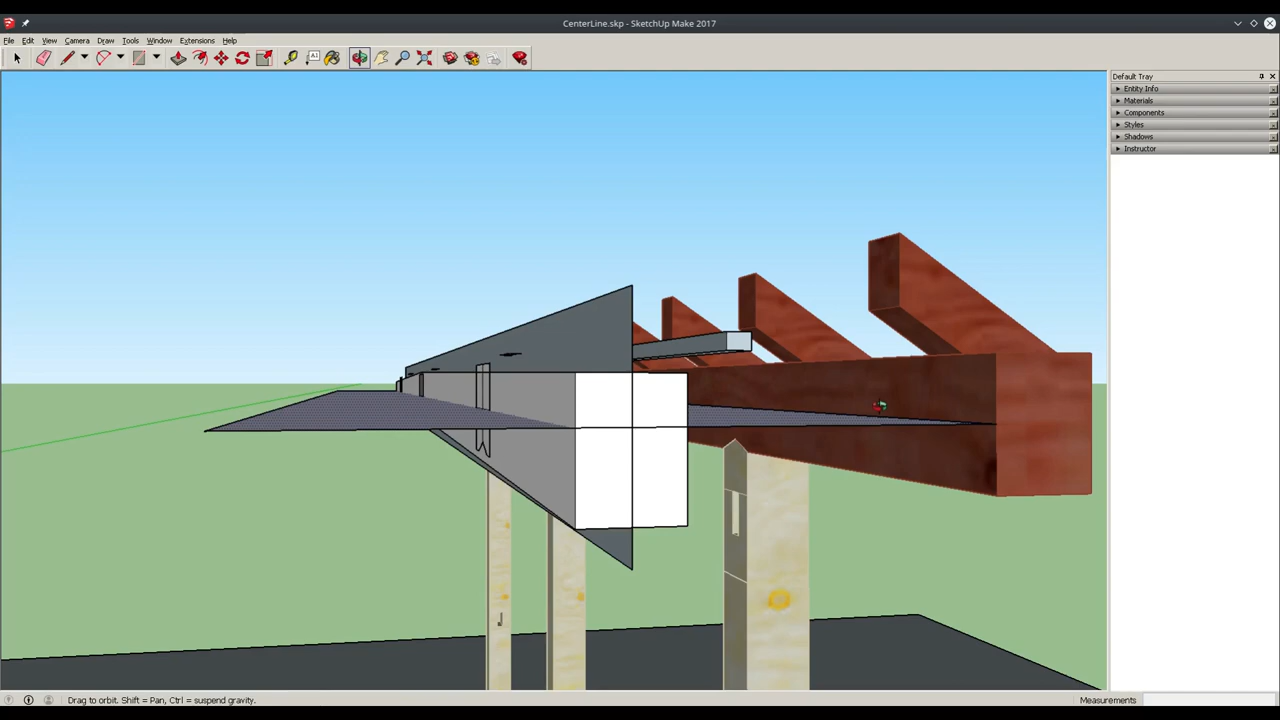 CenterLine.skp - SketchUp Make 2017
File Edit View Camera Draw Tools Window Extensions Help
A1
Default Tray
Entity Info
Materials
Components
Styles
Shadows
Instructor
Drag to orbit. Shift = Pan, Ctrl = suspend gravity.
Measurements